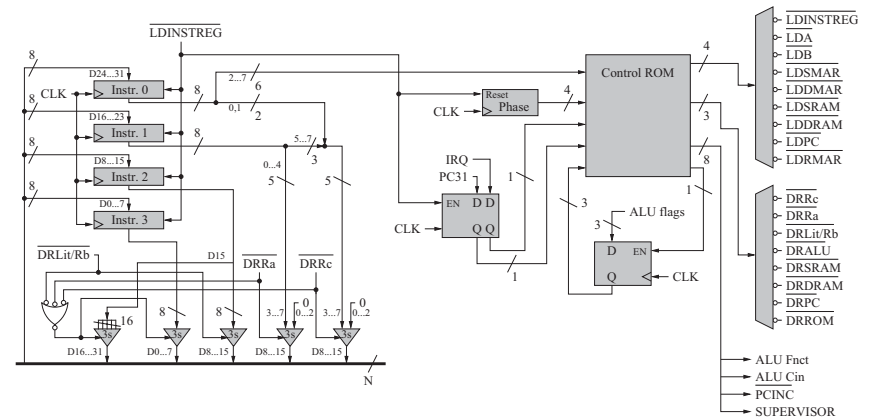 LDINSTREG
8
D24...31
CLK
Instr. 0
8
2...7
6
0,1
2
8
D16...23
Instr. 1
8
5...7
3
0...4
5
5
8
D8...15
Instr. 2
8
D0...7
Instr. 3
DRLit/Rb
D15
DRRa
DRRc
16
8
8
3...7
0
0...2
3...7
0
0...2
3s
3s
3s
3s
3s
D16...31
D0...7
D8...15
D8...15
D8...15
N
Reset
Phase
CLK
4
Control ROM
IRQ
PC31
1
EN
D
D
Q
Q
CLK
1
3
3
ALU flags
D
EN
Q
CLK
4
3
8
1
LDINSTREG
LDA
LDB
LDSMAR
LDDMAR
LDSRAM
LDDRAM
LDPC
LDRMAR
DRRc
DRRa
DRLit/Rb
DRALU
DRSRAM
DRDRAM
DRPC
DRROM
ALU Fnct
ALU Cin
PCINC
SUPERVISOR